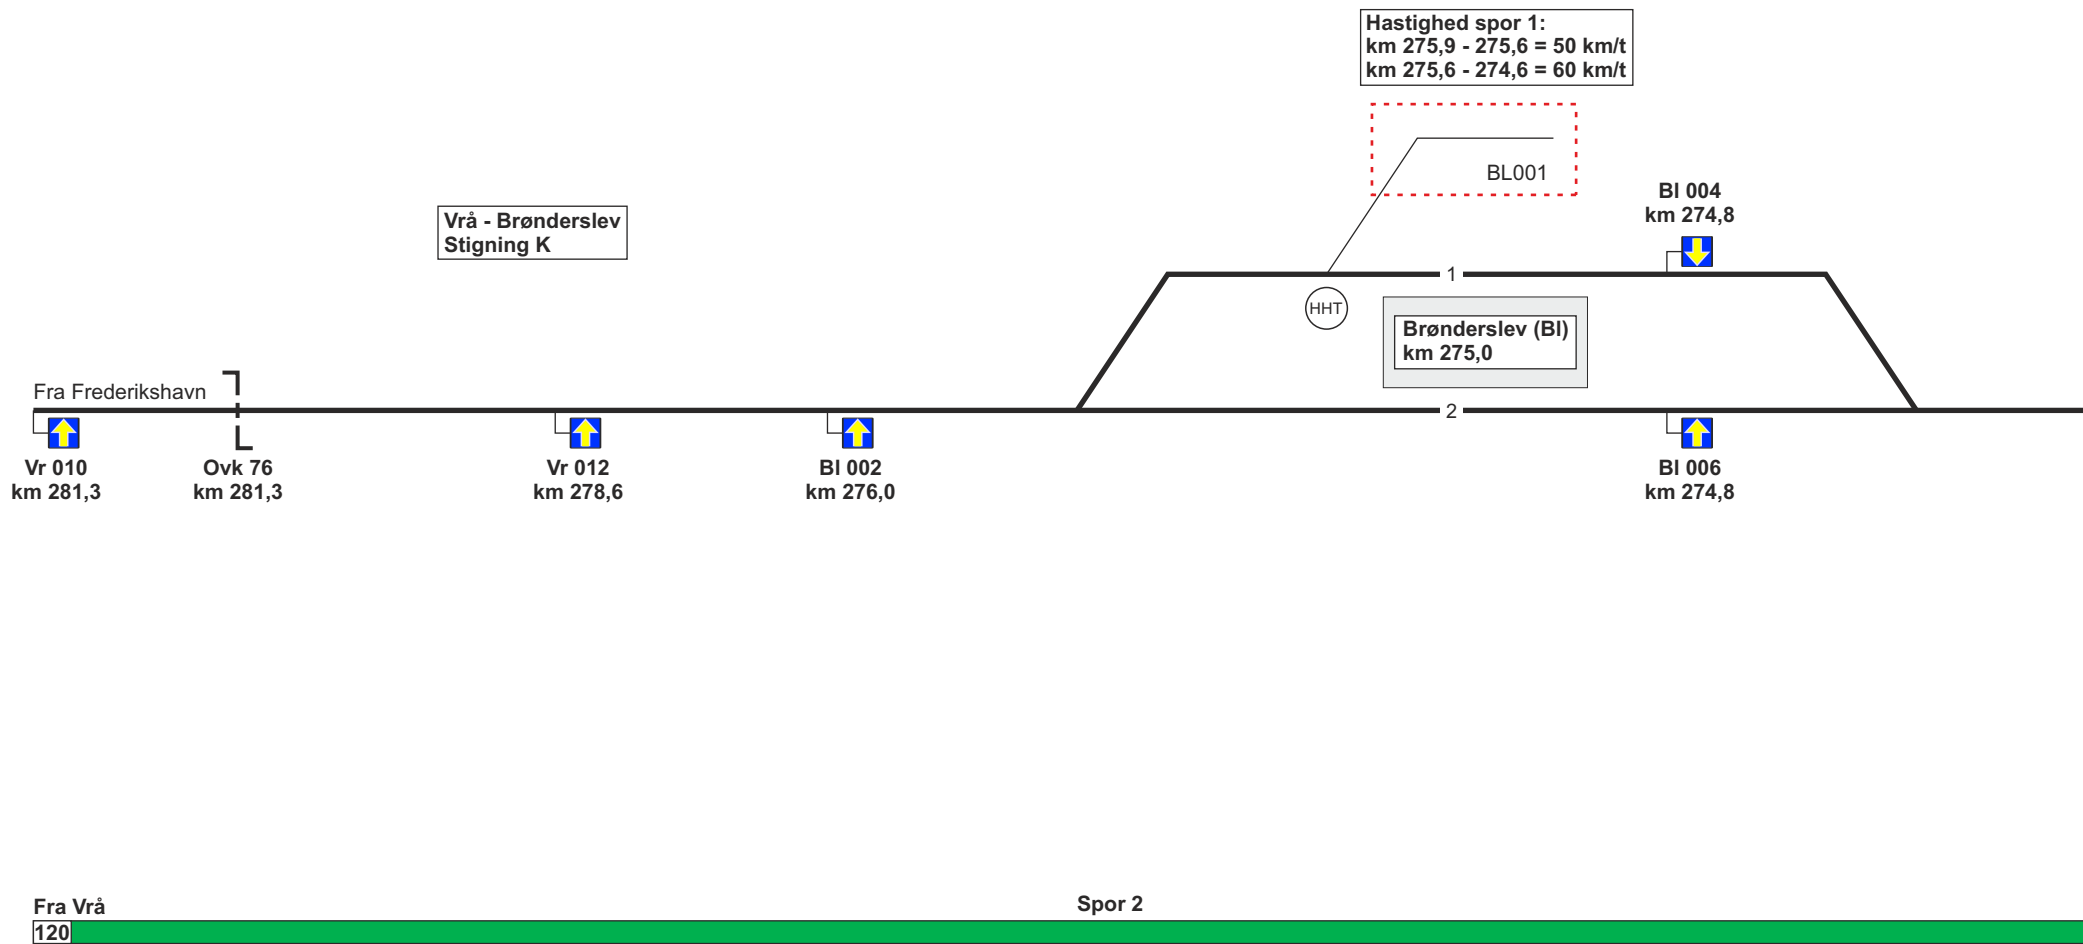 Hastighed spor 1:
km 275,9 - 275,6 = 50 km/t
km 275,6 - 274,6 = 60 km/t
BL001
Bl 004
km 274,8
Vrå - Brønderslev
Stigning K
1
HHT
Brønderslev (Bl)
km 275,0
Fra Frederikshavn
2
Vr 010
km 281,3
Ovk 76
km 281,3
Vr 012
km 278,6
Bl 002
km 276,0
Bl 006
km 274,8
Fra Vrå
Spor 2
120